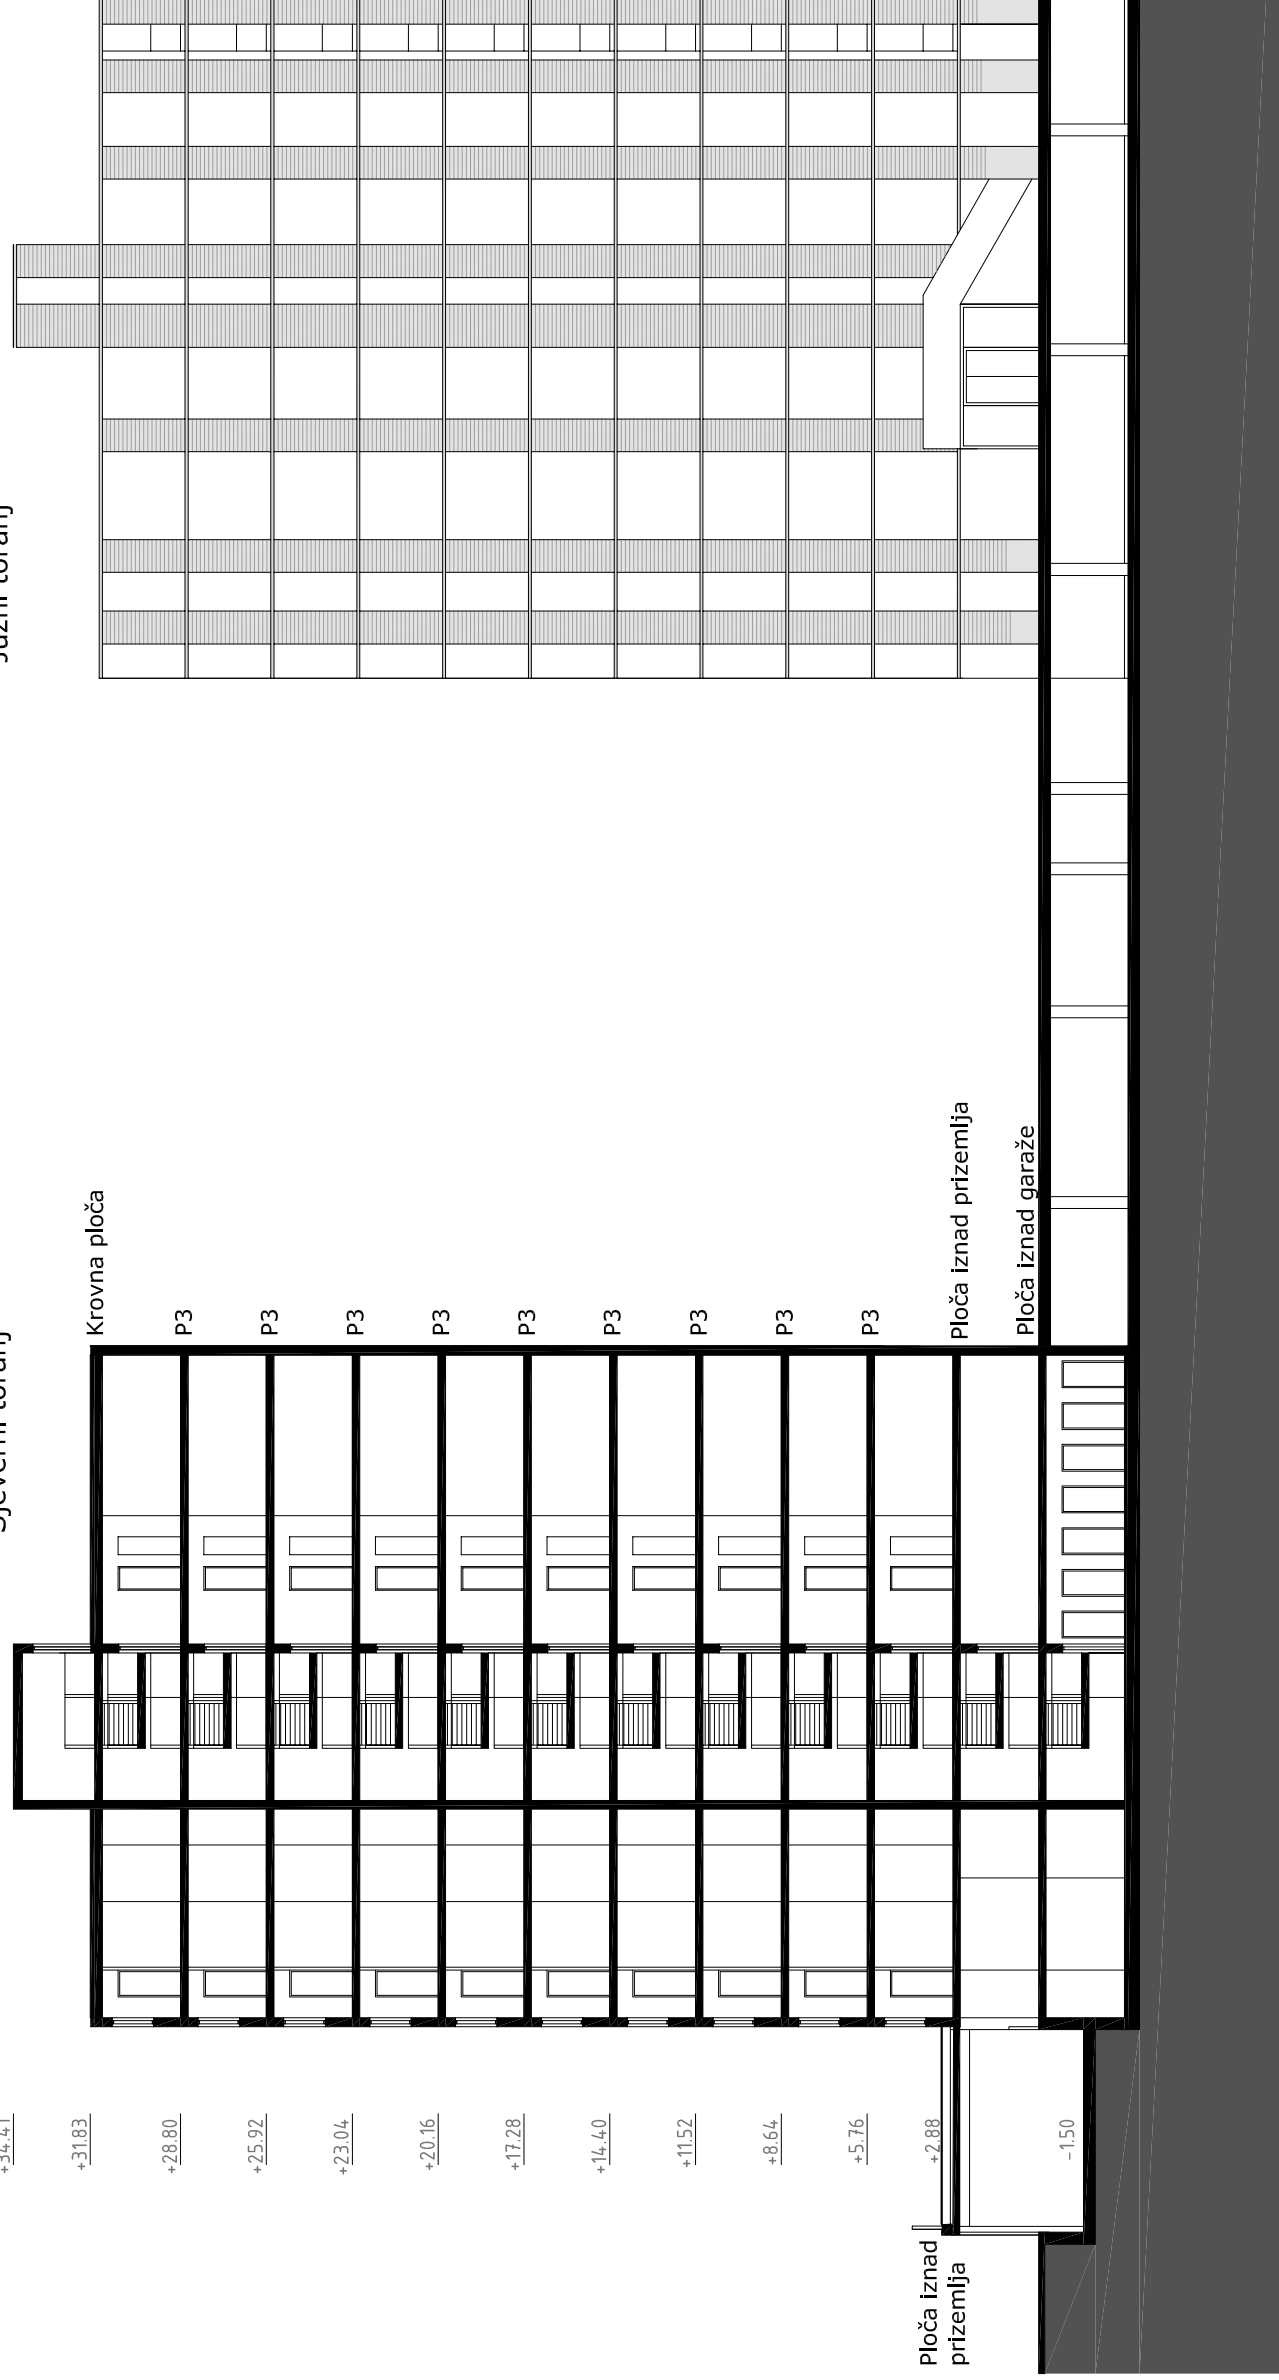 Južni toranj
Sjeverni toranj
Krovna ploča
P3
P3
P3
P3
P3
P3
P3
P3
P3
Ploča iznad prizemlja
Ploča iznad garaže
+34.41
+31.83
+28.80
+25.92
+23.04
+20.16
+17.28
+14.40
+11.52
+8.64
+5.76
+2.88
-1.50
Ploča iznad
prizemlja